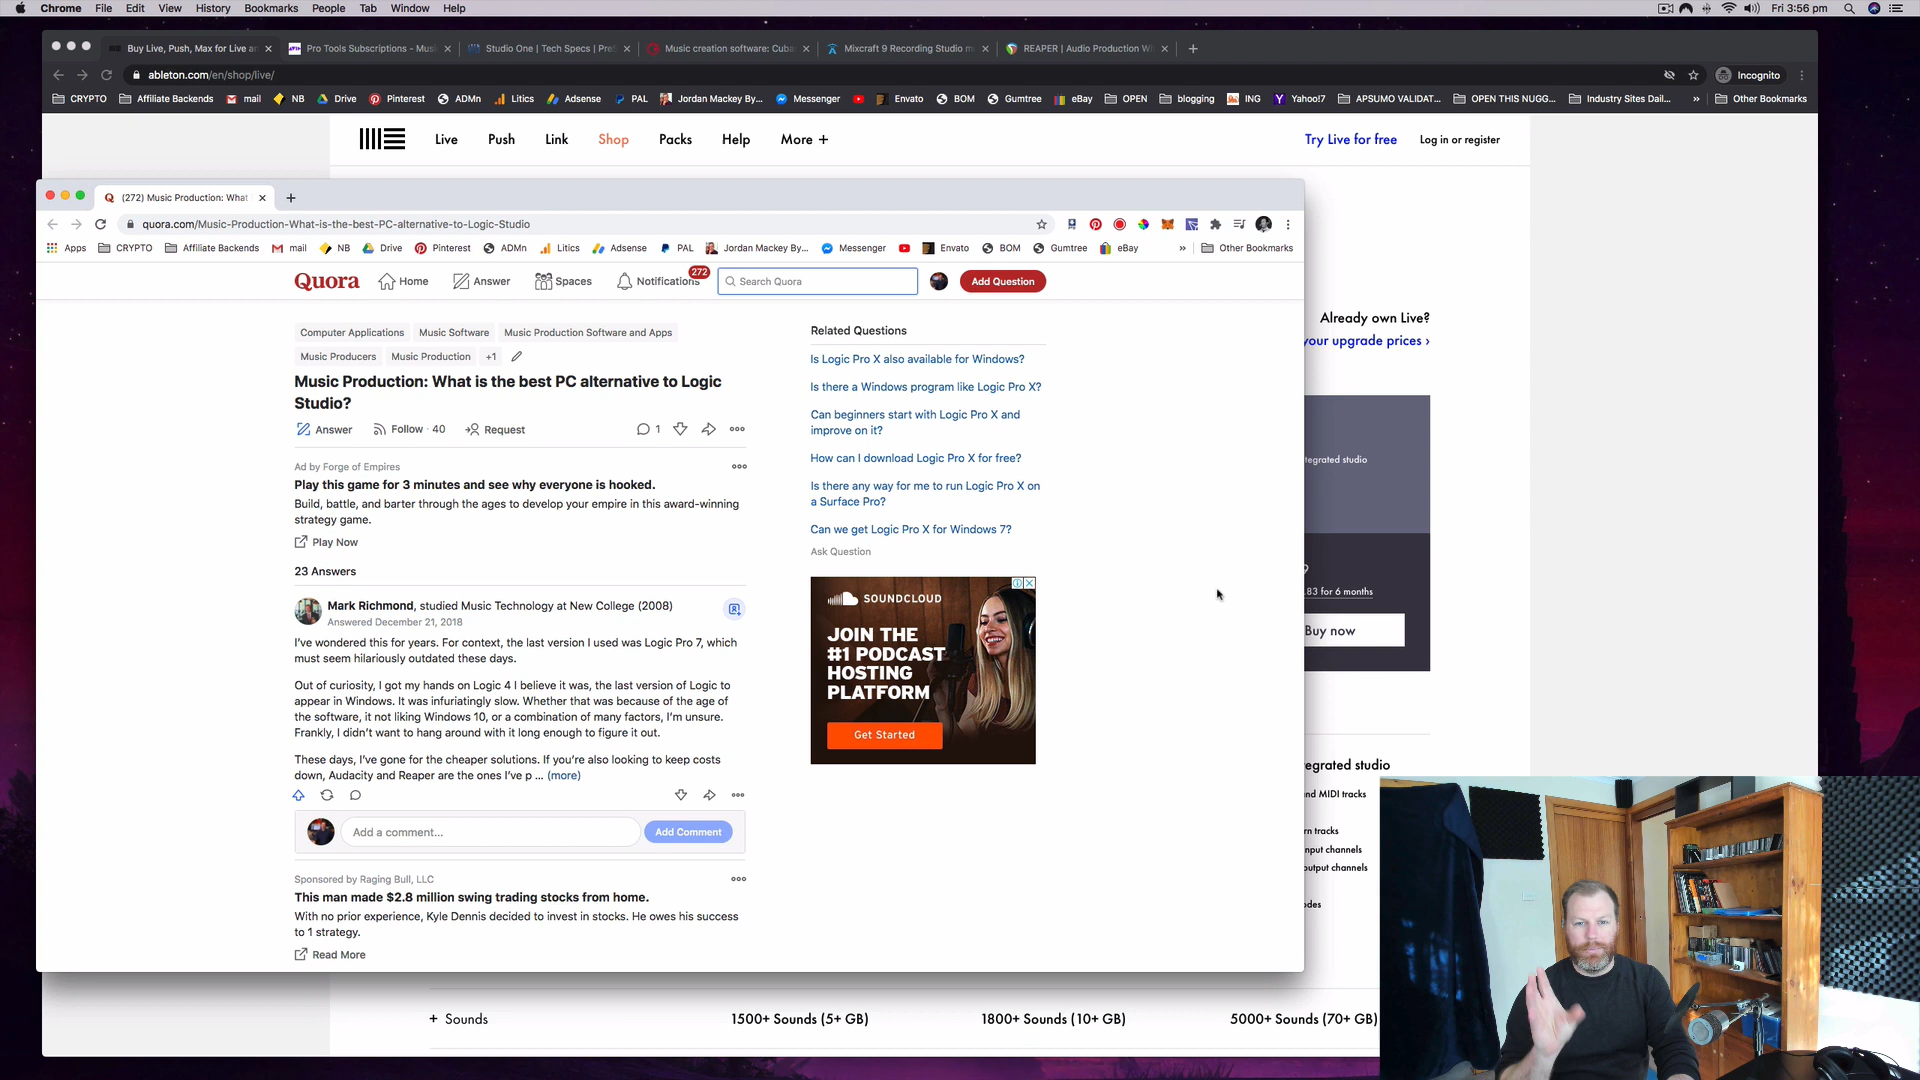 Chrome File Edit View History Bookmarks People Tab Window Help
Fri 3:56 pm
Buy Live, Push, Max for Live an
Pro Tools Subscriptions - Mus
Studio One | Tech Specs | Pre
Music creation software: Cuba
Mixcraft 9 Recording Studio m
REAPER | Audio Production Wi
ableton.com/en/shop/live/
Incognito
CRYPTO Affiliate Backends mail NB Drive Pinterest ADMn Litics Adsense PAL Jordan Mackey By... Messenger Envato BOM Gumtree eBay OPEN blogging ING Yahoo!7 APSUMO VALIDAT... OPEN THIS NUGG... Industry Sites Dail... » Other Bookmarks
Live Push Link Shop Packs Help More +
Try Live for free Log in or register
(272) Music Production: What
quora.com/Music-Production-What-is-the-best-PC-alternative-to-Logic-Studio
Apps CRYPTO Affiliate Backends mail NB Drive Pinterest ADMn Litics Adsense PAL Jordan Mackey By... Messenger Envato BOM Gumtree eBay » Other Bookmarks
Quora Home Answer Spaces Notifications 272 Search Quora Add Question
Computer Applications Music Software Music Production Software and Apps
Music Producers Music Production +1
Music Production: What is the best PC alternative to Logic
Studio?
Answer Follow · 40 Request 1
Ad by Forge of Empires
Play this game for 3 minutes and see why everyone is hooked.
Build, battle, and barter through the ages to develop your empire in this award-winning
strategy game.
Play Now
23 Answers
Mark Richmond, studied Music Technology at New College (2008)
Answered December 21, 2018
I've wondered this for years. For context, the last version I used was Logic Pro 7, which
must seem hilariously outdated these days.
Out of curiosity, I got my hands on Logic 4 I believe it was, the last version of Logic to
appear in Windows. It was infuriatingly slow. Whether that was because of the age of
the software, it not liking Windows 10, or a combination of many factors, I'm unsure.
Frankly, I didn't want to hang around with it long enough to figure it out.
These days, I've gone for the cheaper solutions. If you're also looking to keep costs
down, Audacity and Reaper are the ones I've p ... (more)
Add a comment... Add Comment
Sponsored by Raging Bull, LLC
This man made $2.8 million swing trading stocks from home.
With no prior experience, Kyle Dennis decided to invest in stocks. He owes his success
to 1 strategy.
Read More
Related Questions
Is Logic Pro X also available for Windows?
Is there a Windows program like Logic Pro X?
Can beginners start with Logic Pro X and
improve on it?
How can I download Logic Pro X for free?
Is there any way for me to run Logic Pro X on
a Surface Pro?
Can we get Logic Pro X for Windows 7?
Ask Question
SOUNDCLOUD
JOIN THE
#1 PODCAST
HOSTING
PLATFORM
Get Started
Already own Live?
your upgrade prices ›
tegrated studio
.83 for 6 months
Buy now
egrated studio
nd MIDI tracks
rn tracks
nput channels
output channels
odes
+ Sounds 1500+ Sounds (5+ GB) 1800+ Sounds (10+ GB) 5000+ Sounds (70+ GB)